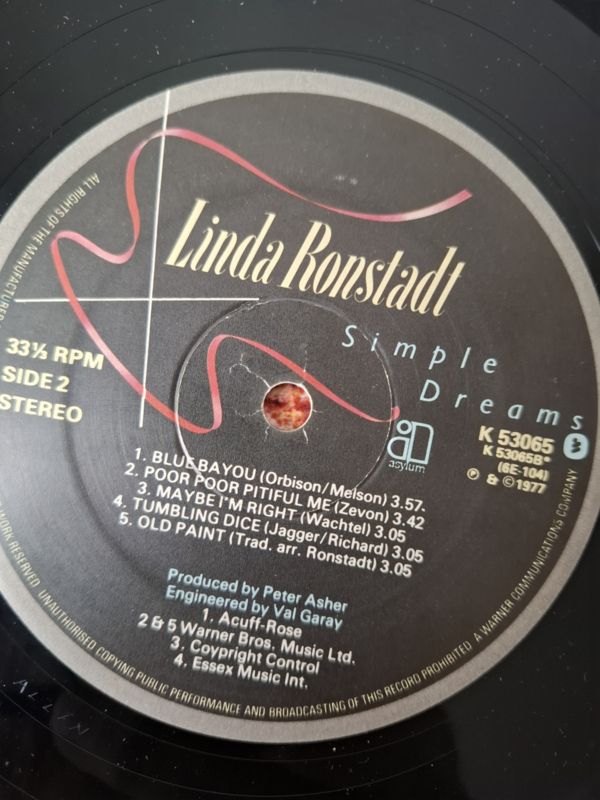 Linda Ronstadt
Simple
Dreams
33⅓ RPM
SIDE 2
STEREO
asylum
K 53065
K 53065B*
(6E-104)
Ⓟ & ©1977
1. BLUE BAYOU (Orbison/Melson) 3.57.
2. POOR POOR PITIFUL ME (Zevon) 3.42
3. MAYBE I'M RIGHT (Wachtel) 3.05
4. TUMBLING DICE (Jagger/Richard) 3.05
5. OLD PAINT (Trad. arr. Ronstadt) 3.05
Produced by Peter Asher
Engineered by Val Garay
1. Acuff-Rose
2 & 5 Warner Bros. Music Ltd.
3. Coypright Control
4. Essex Music Int.
ALL RIGHTS OF THE MANUFACTURER
WORK RESERVED UNAUTHORISED COPYING PUBLIC PERFORMANCE AND BROADCASTING OF THIS RECORD PROHIBITED. A WARNER COMMUNICATIONS COMPANY